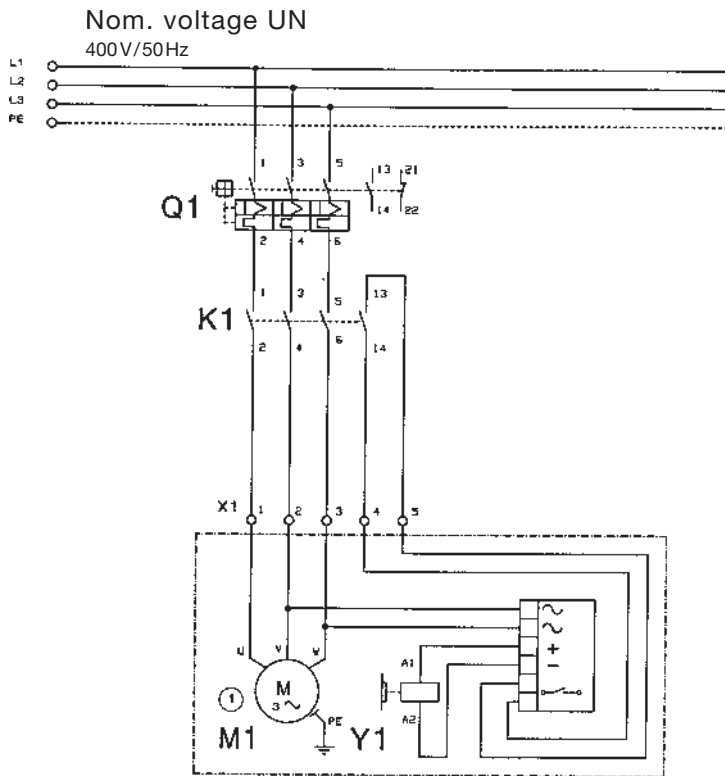 Nom. voltage UN
400V/50Hz
L1
L2
L3
PE
1 3 5 13 21
Q1
14 22
2 4 6
1 3 5 13
K1
2 4 6 14
X1 1 2 3 4 5
U V W
A1
+
−
M
3
1
PE
A2
M1 Y1